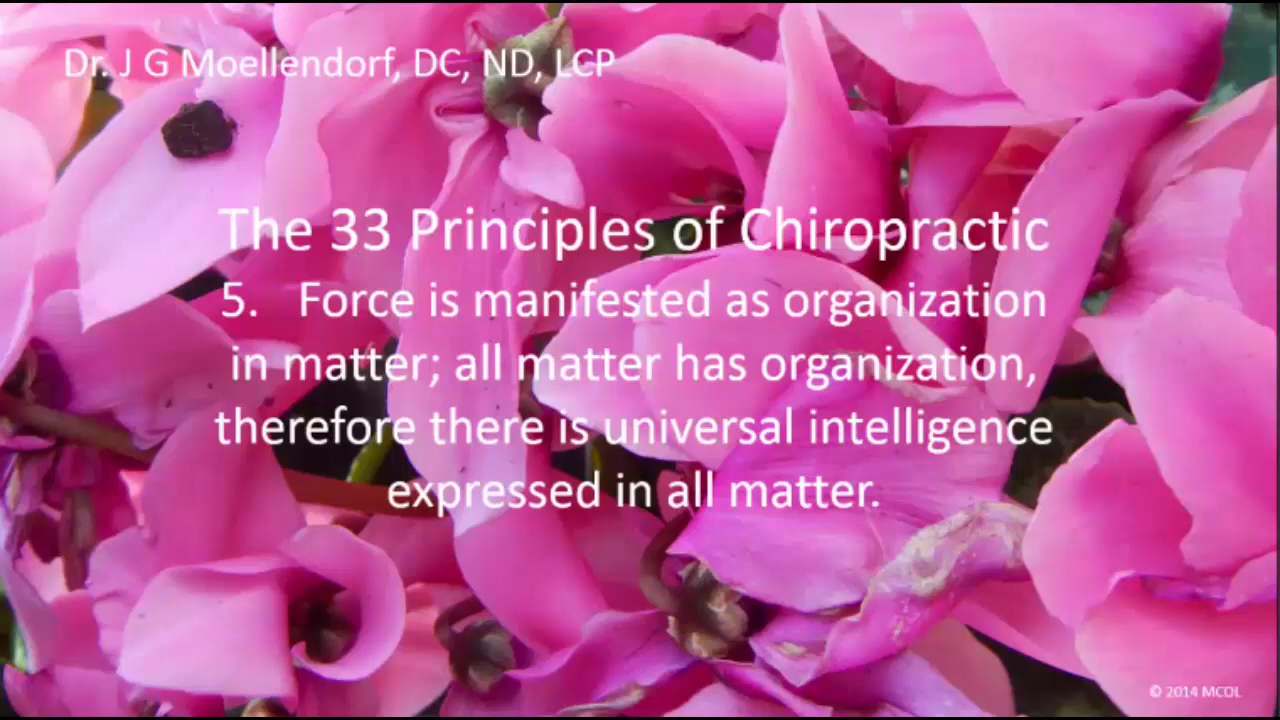 Dr. J G Moellendorf, DC, ND, LCP
The 33 Principles of Chiropractic
5. Force is manifested as organization
in matter; all matter has organization,
therefore there is universal intelligence
expressed in all matter.
© 2014 MCOL